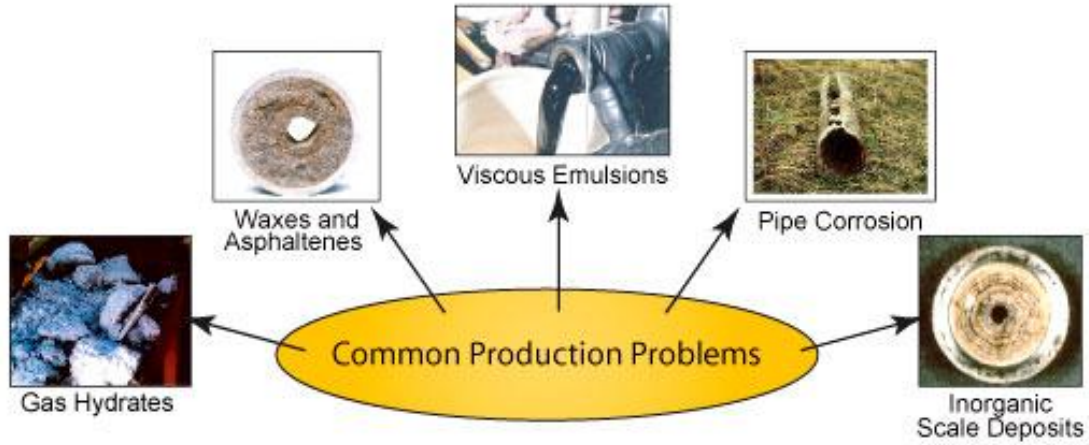 Viscous Emulsions
Waxes and
Asphaltenes
Pipe Corrosion
Gas Hydrates
Common Production Problems
Inorganic
Scale Deposits